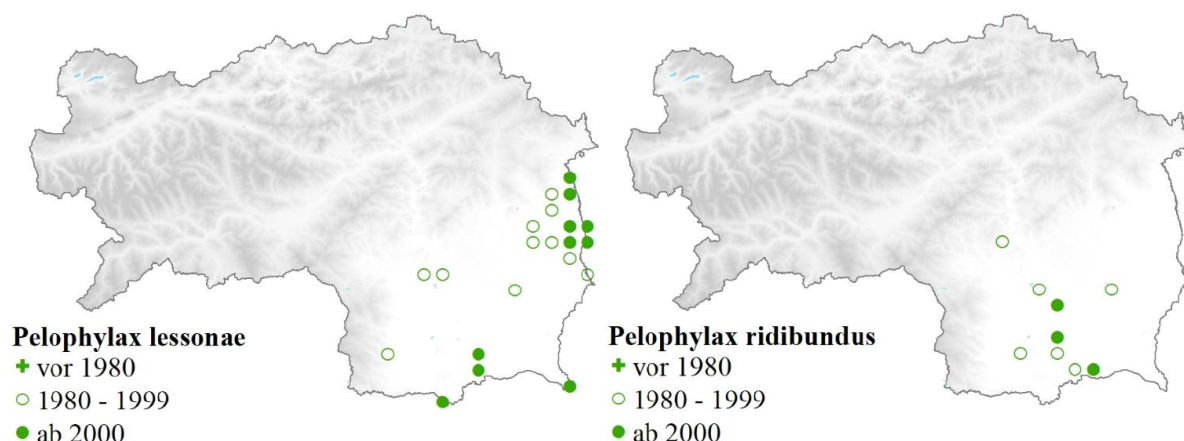 Pelophylax lessonae
vor 1980
1980 - 1999
ab 2000
Pelophylax ridibundus
vor 1980
1980 - 1999
ab 2000